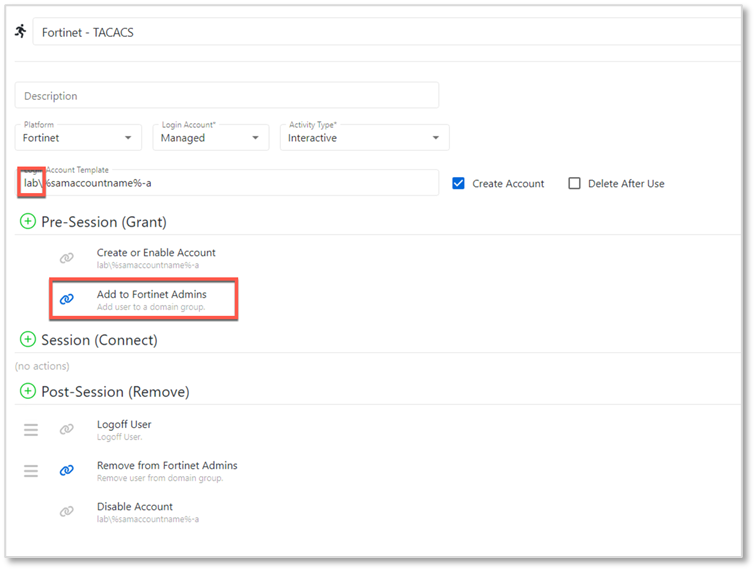 Fortinet - TACACS
Description
Platform
Login Account*
Activity Type*
Fortinet
Managed
Interactive
Account Template
lab\%samaccountname%-a
Create Account
Delete After Use
Pre-Session (Grant)
Create or Enable Account
lab\%samaccountname%-a
Add to Fortinet Admins
Add user to a domain group.
Session (Connect)
(no actions)
Post-Session (Remove)
Logoff User
Logoff User.
Remove from Fortinet Admins
Remove user from domain group.
Disable Account
lab\%samaccountname%-a